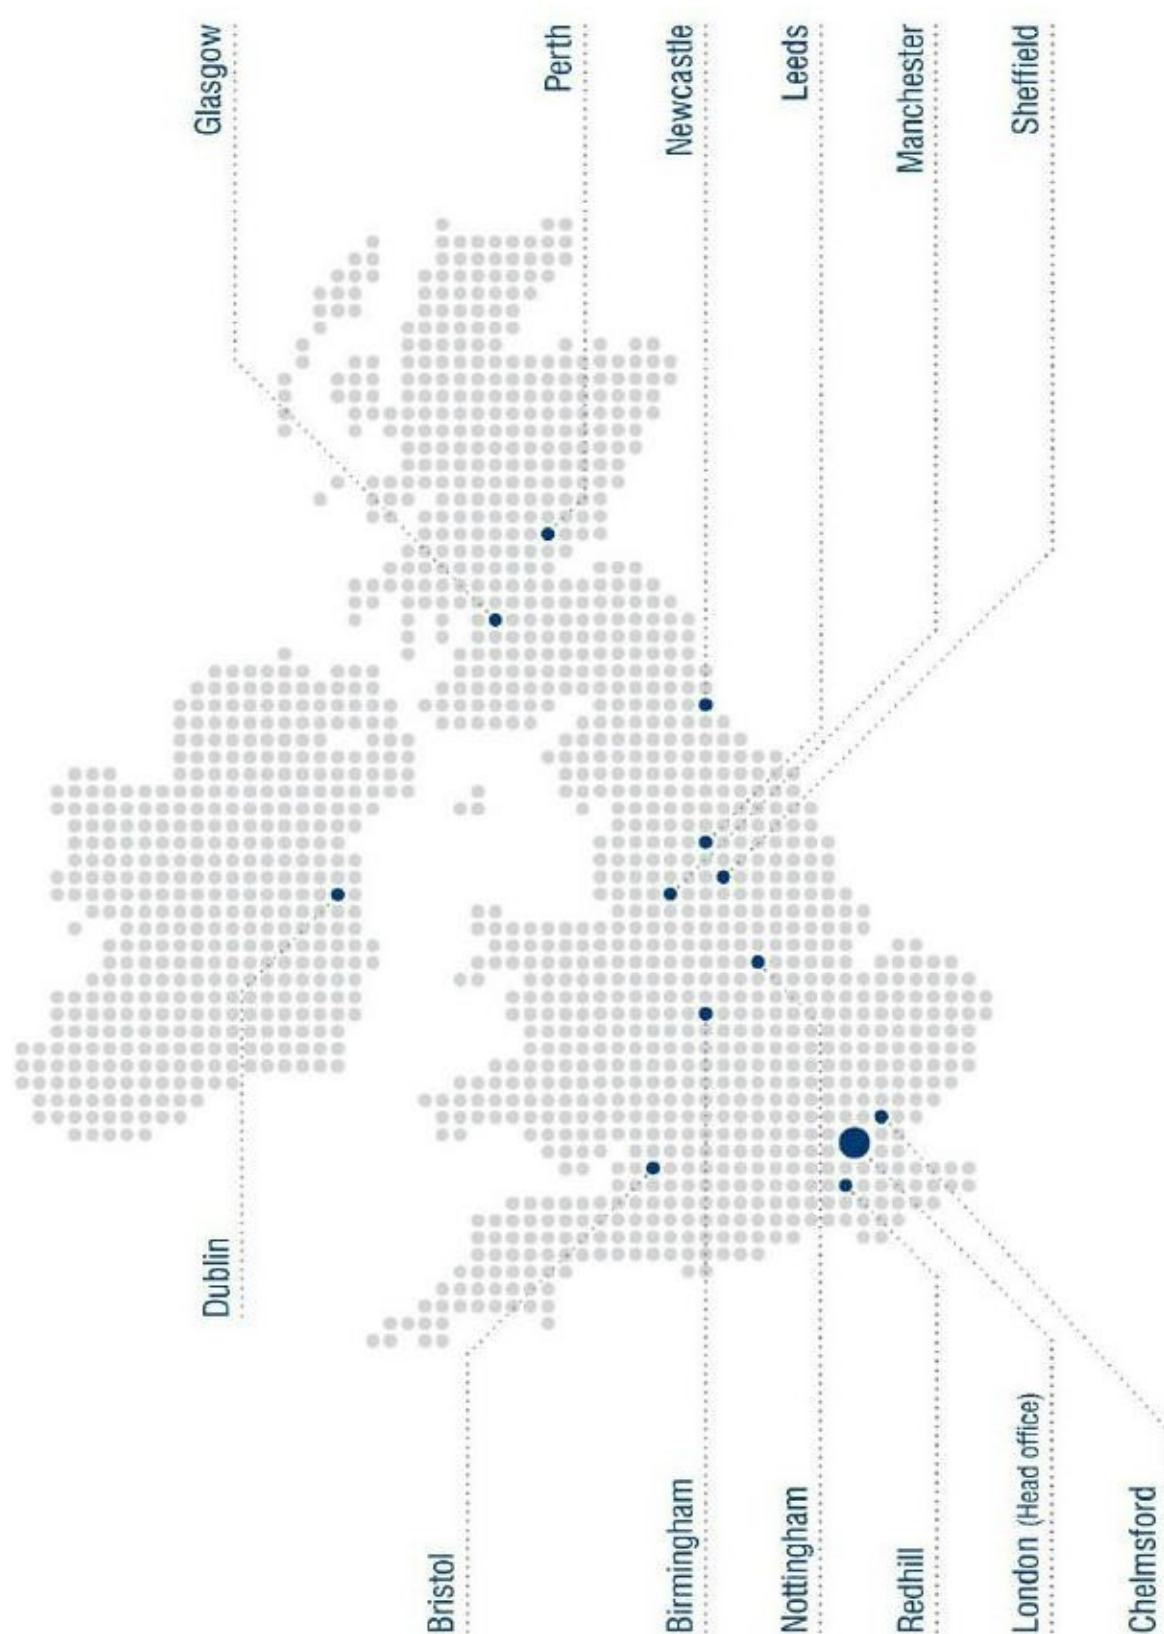 Glasgow
Perth
Newcastle
Leeds
Manchester
Sheffield
Dublin
Bristol
Birmingham
Nottingham
Redhill
London (Head office)
Chelmsford